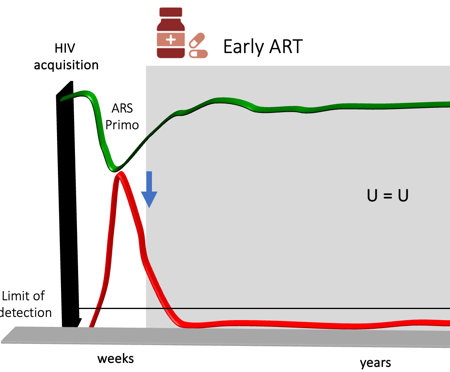 HIV
acquisition
Early ART
ARS
Primo
U = U
Limit of
detection
weeks
years